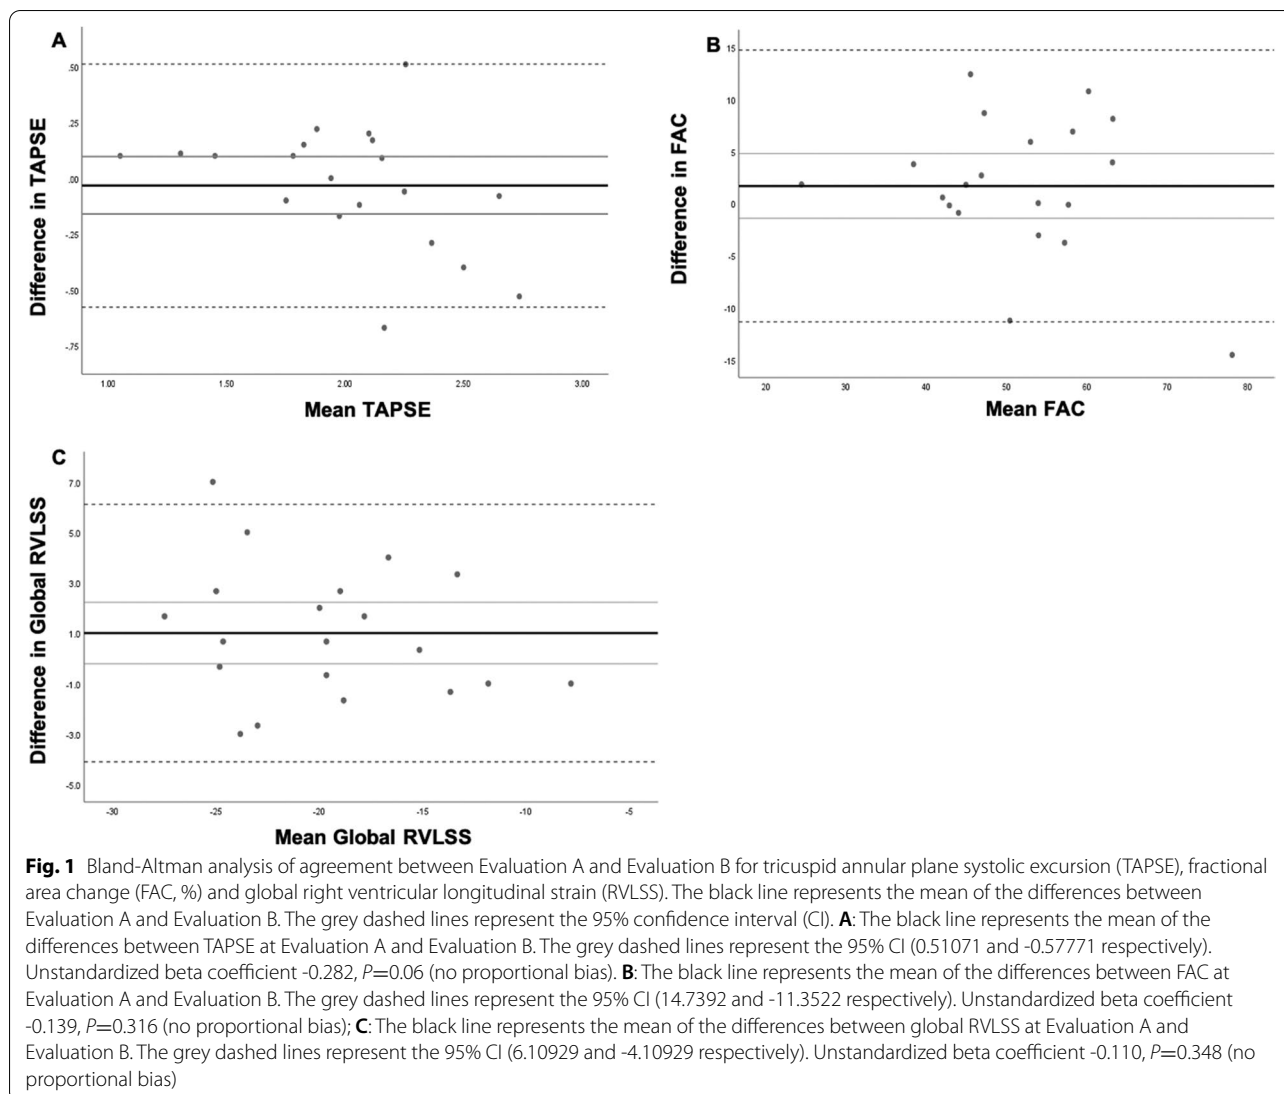 A
Difference in TAPSE
.50
.25
.00
-.25
-.50
-.75
1.00 1.50 2.00 2.50 3.00
Mean TAPSE
B
Difference in FAC
15
10
5
0
-5
-10
-15
20 30 40 50 60 70 80
Mean FAC
C
Difference in Global RVLSS
7.0
5.0
3.0
1.0
-1.0
-3.0
-5.0
-30 -25 -20 -15 -10 -5
Mean Global RVLSS
Fig. 1 Bland-Altman analysis of agreement between Evaluation A and Evaluation B for tricuspid annular plane systolic excursion (TAPSE), fractional
area change (FAC, %) and global right ventricular longitudinal strain (RVLSS). The black line represents the mean of the differences between
Evaluation A and Evaluation B. The grey dashed lines represent the 95% confidence interval (CI). A: The black line represents the mean of the
differences between TAPSE at Evaluation A and Evaluation B. The grey dashed lines represent the 95% CI (0.51071 and -0.57771 respectively).
Unstandardized beta coefficient -0.282, P=0.06 (no proportional bias). B: The black line represents the mean of the differences between FAC at
Evaluation A and Evaluation B. The grey dashed lines represent the 95% CI (14.7392 and -11.3522 respectively). Unstandardized beta coefficient
-0.139, P=0.316 (no proportional bias); C: The black line represents the mean of the differences between global RVLSS at Evaluation A and
Evaluation B. The grey dashed lines represent the 95% CI (6.10929 and -4.10929 respectively). Unstandardized beta coefficient -0.110, P=0.348 (no
proportional bias)